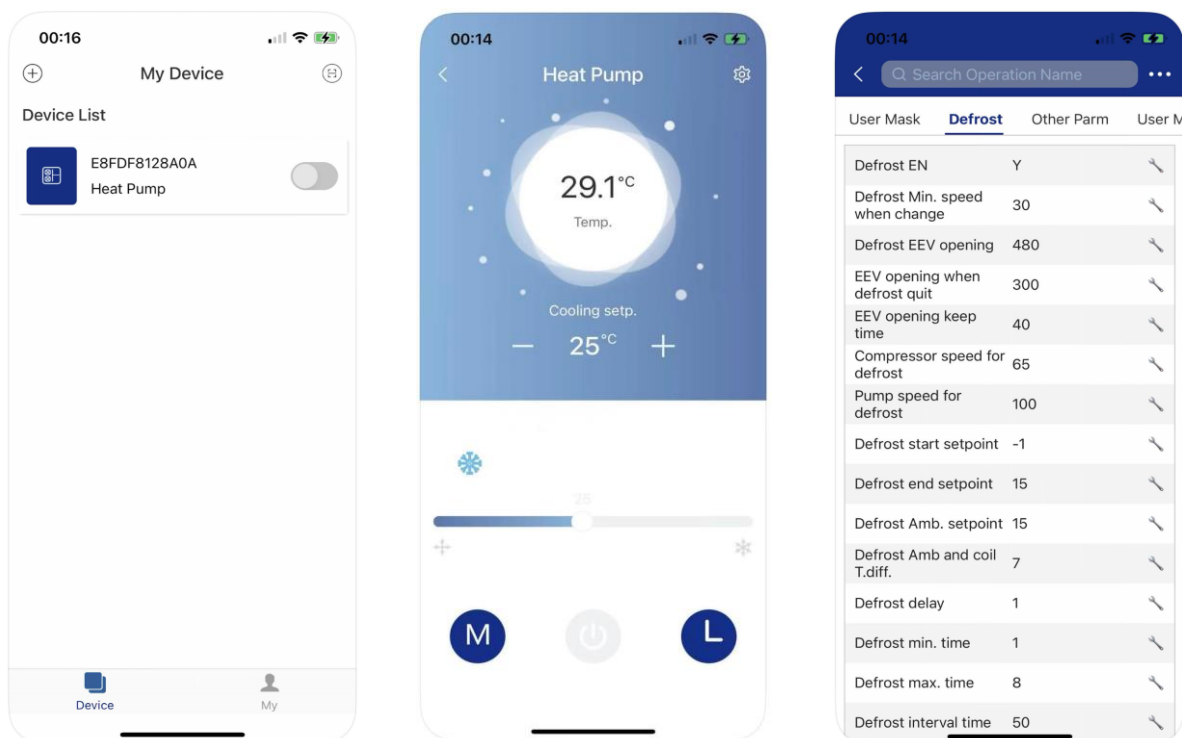 00:16
My Device
Device List
E8FDF8128A0A
Heat Pump
Device
My
00:14
Heat Pump
29.1°C
Temp.
Cooling setp.
− 25°C +
25
M
L
00:14
Search Operation Name
User Mask Defrost Other Parm User M
Defrost EN Y
Defrost Min. speed
when change 30
Defrost EEV opening 480
EEV opening when
defrost quit 300
EEV opening keep
time 40
Compressor speed for
defrost 65
Pump speed for
defrost 100
Defrost start setpoint -1
Defrost end setpoint 15
Defrost Amb. setpoint 15
Defrost Amb and coil
T.diff. 7
Defrost delay 1
Defrost min. time 1
Defrost max. time 8
Defrost interval time 50